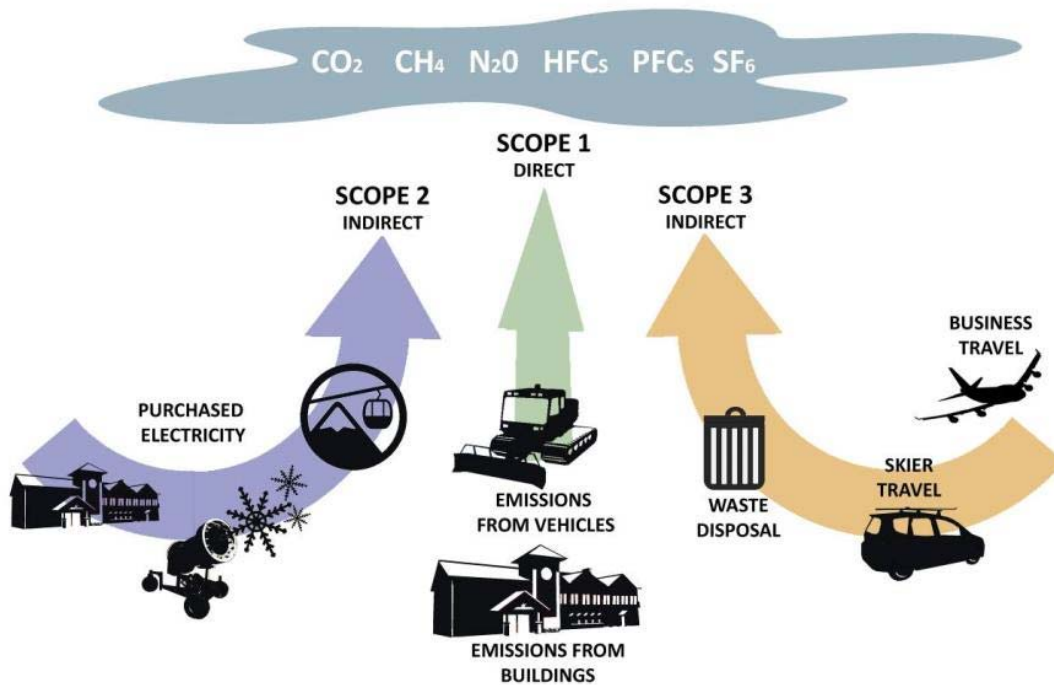 CO₂ CH₄ N₂0 HFCs PFCs SF₆
SCOPE 1
DIRECT
SCOPE 2
INDIRECT
SCOPE 3
INDIRECT
PURCHASED
ELECTRICITY
EMISSIONS
FROM VEHICLES
EMISSIONS FROM
BUILDINGS
WASTE
DISPOSAL
SKIER
TRAVEL
BUSINESS
TRAVEL